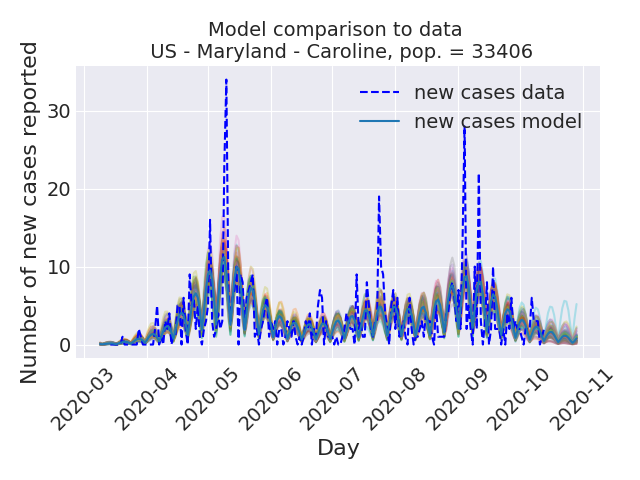 Model comparison to data
US - Maryland - Caroline, pop. = 33406
Number of new cases reported
30
20
10
0
new cases data
new cases model
2020-03
2020-04
2020-05
2020-06
2020-07
2020-08
2020-09
2020-10
2020-11
Day